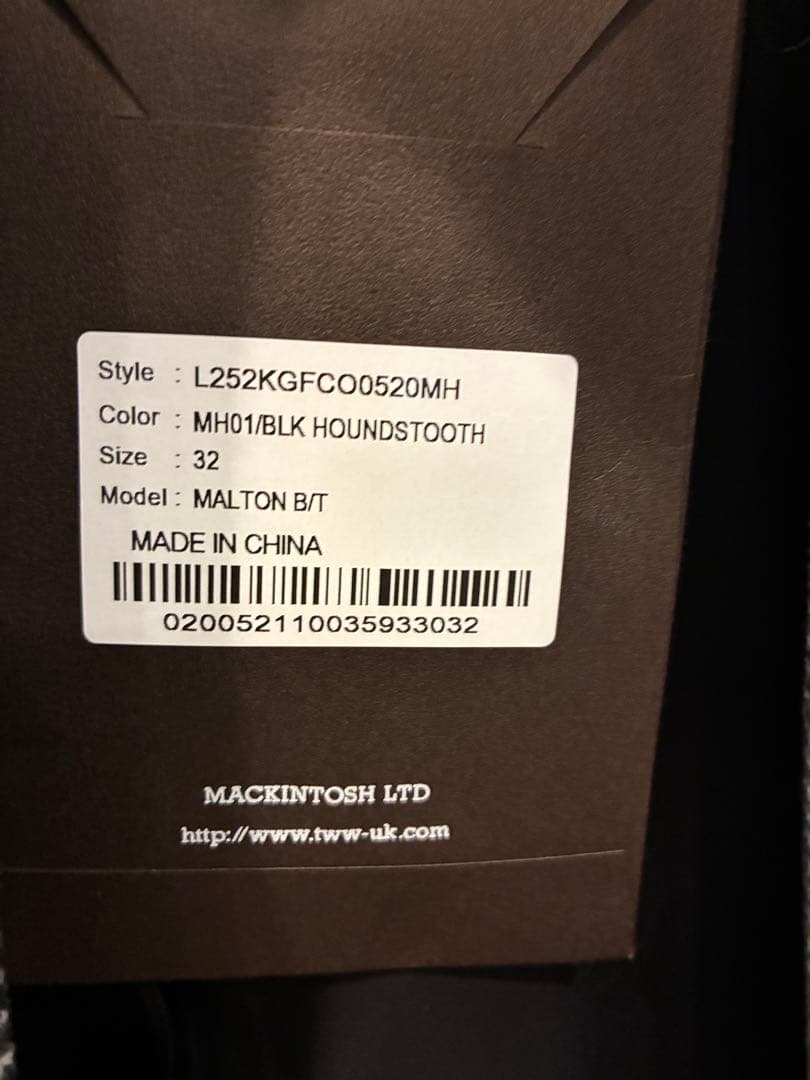 Style : L252KGFCO0520MH
Color : MH01/BLK HOUNDSTOOTH
Size : 32
Model : MALTON B/T
MADE IN CHINA
020052110035933032
MACKINTOSH LTD
http://www.tww-uk.com